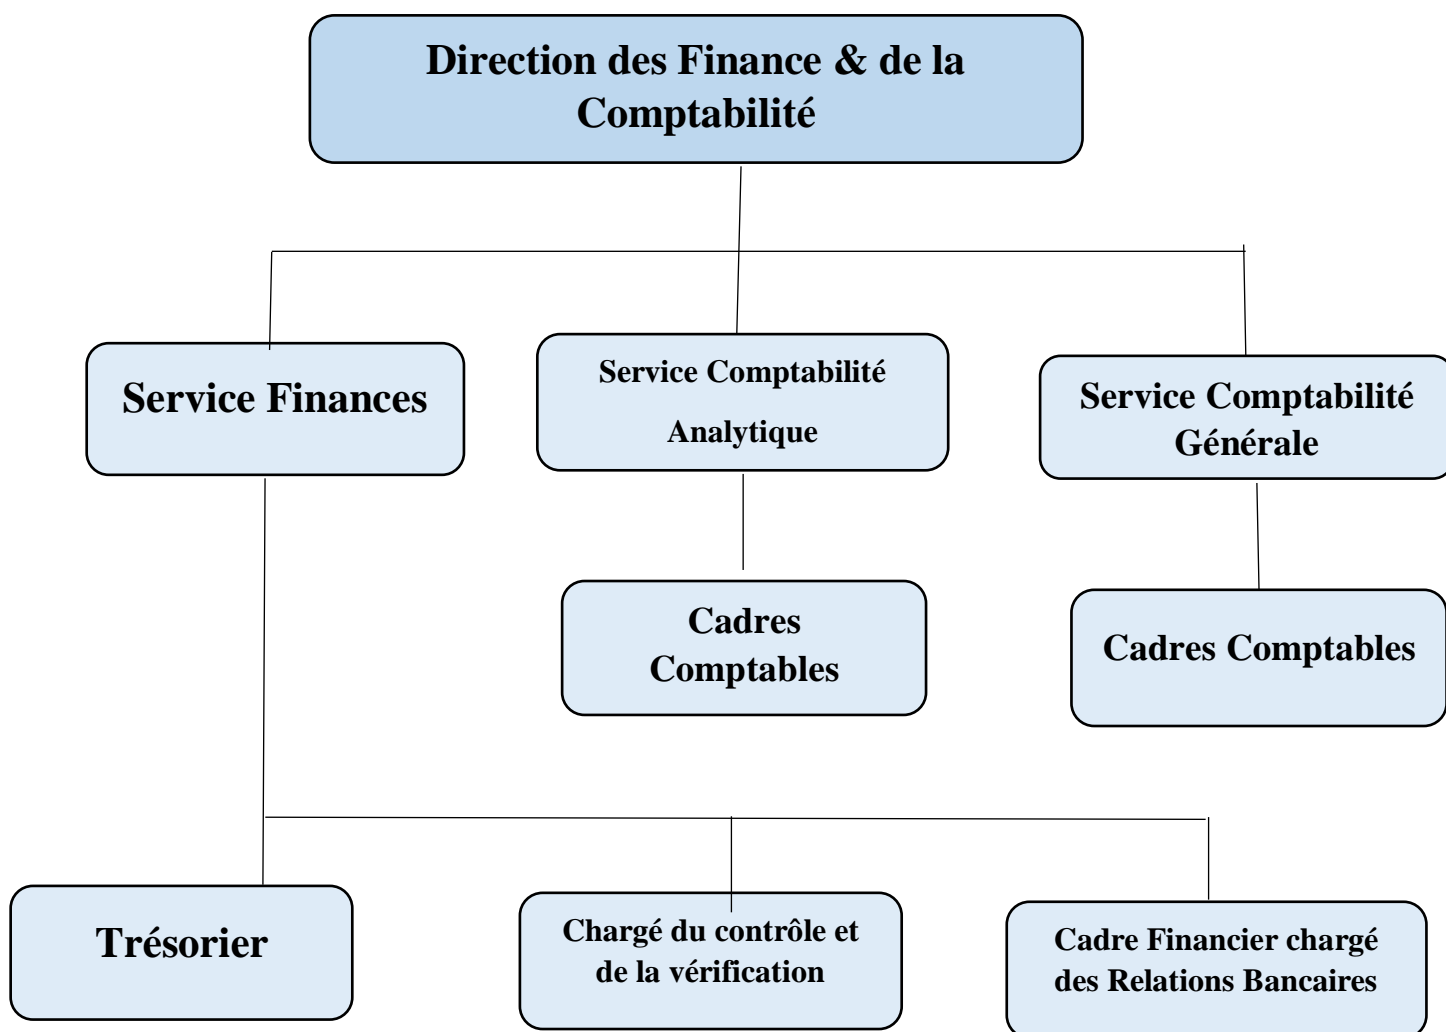 Direction des Finance & de la
Comptabilité
Service Finances
Service Comptabilité
Analytique
Service Comptabilité
Générale
Cadres
Comptables
Cadres Comptables
Trésorier
Chargé du contrôle et
de la vérification
Cadre Financier chargé
des Relations Bancaires